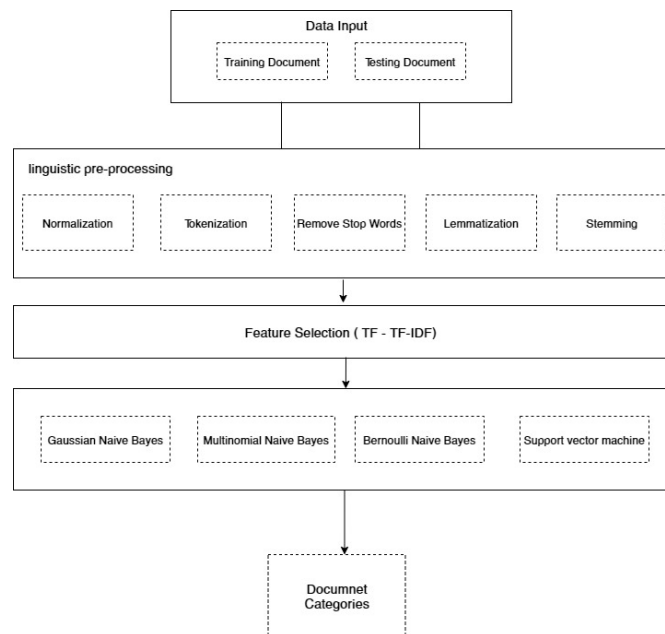 Data Input
Training Document
Testing Document
linguistic pre-processing
Normalization
Tokenization
Remove Stop Words
Lemmatization
Stemming
Feature Selection ( TF - TF-IDF)
Gaussian Naive Bayes
Multinomial Naive Bayes
Bernoulli Naive Bayes
Support vector machine
Documnet
Categories